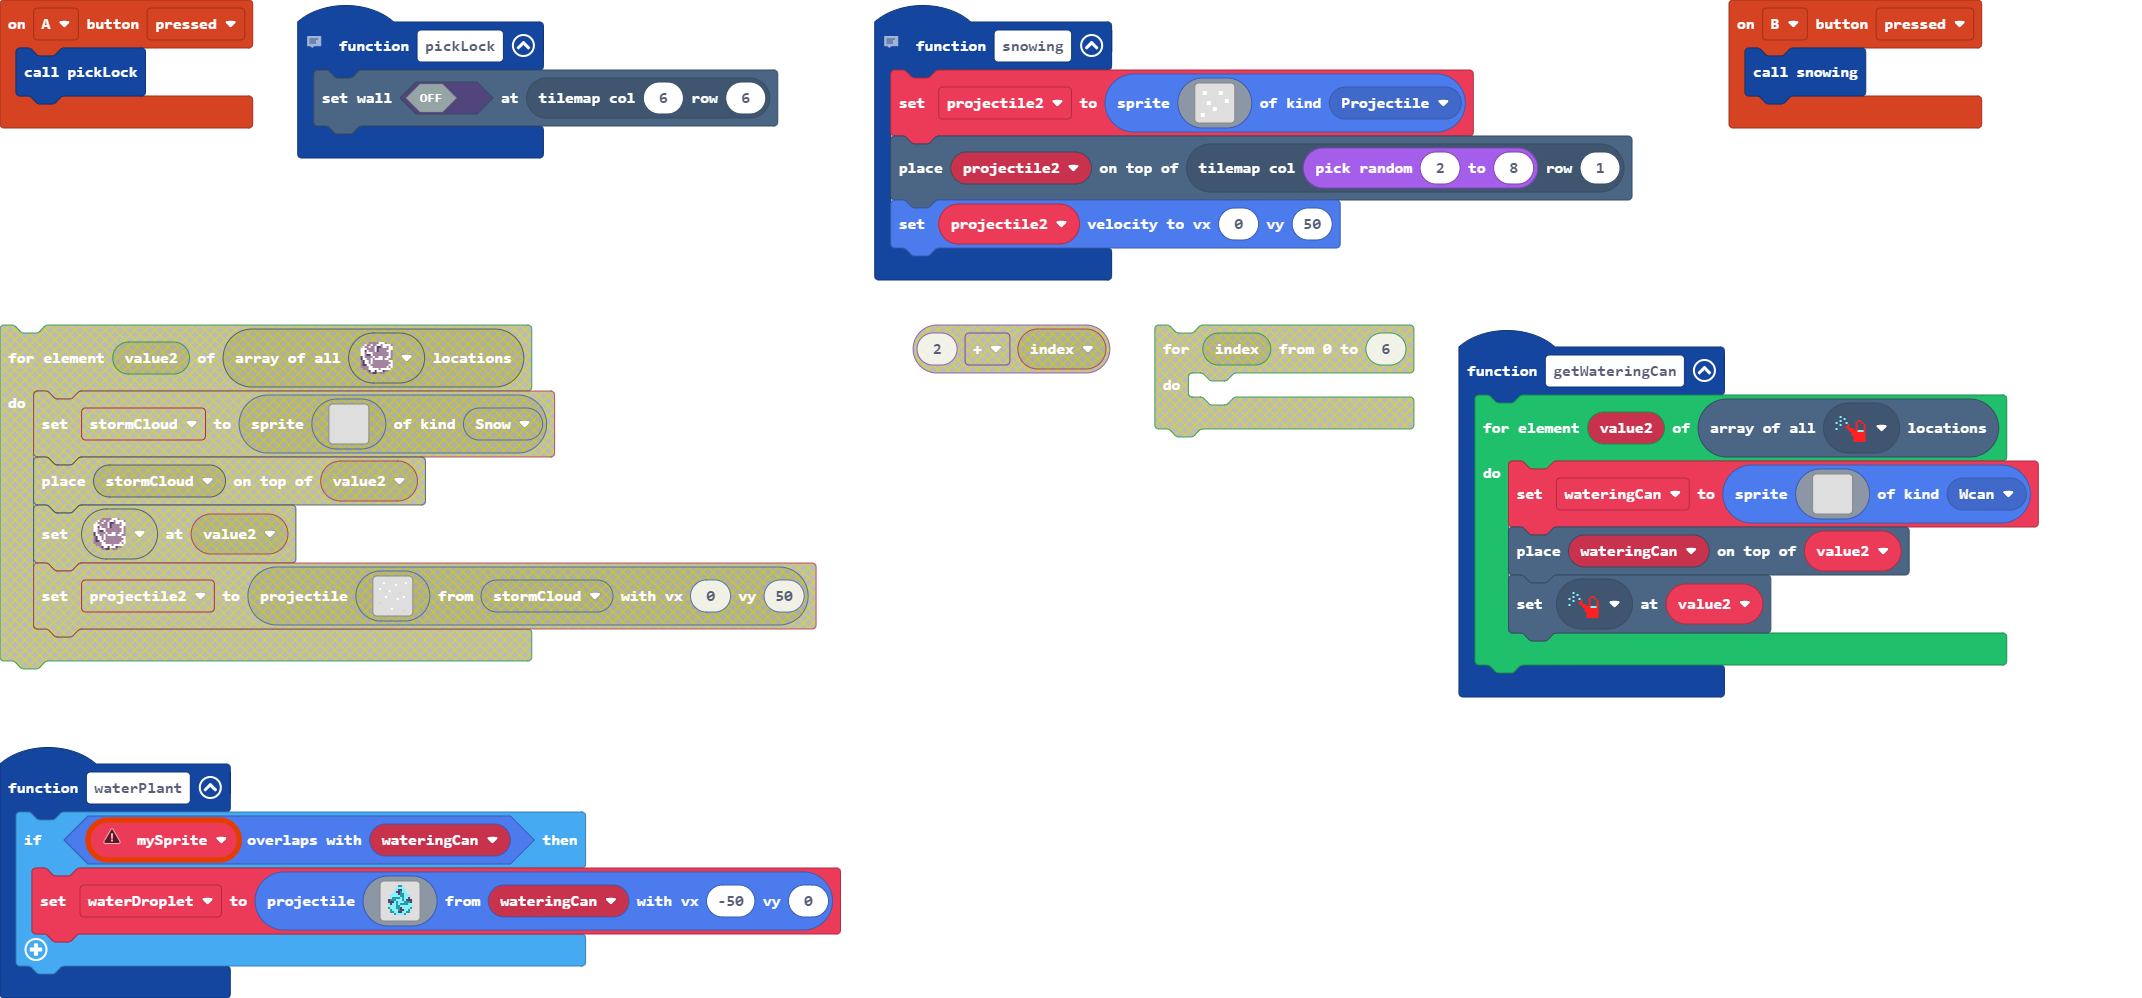 on A button pressed
call pickLock
function pickLock
set wall OFF at tilemap col 6 row 6
function snowing
set projectile2 to sprite of kind Projectile
place projectile2 on top of tilemap col pick random 2 to 8 row 1
set projectile2 velocity to vx 0 vy 50
on B button pressed
call snowing
for element value2 of array of all locations
do
set stormCloud to sprite of kind Snow
place stormCloud on top of value2
set at value2
set projectile2 to projectile from stormCloud with vx 0 vy 50
2 + index
for index from 0 to 6
do
function getWateringCan
for element value2 of array of all locations
do
set wateringCan to sprite of kind Wcan
place wateringCan on top of value2
set at value2
function waterPlant
if mySprite overlaps with wateringCan then
set waterDroplet to projectile from wateringCan with vx -50 vy 0